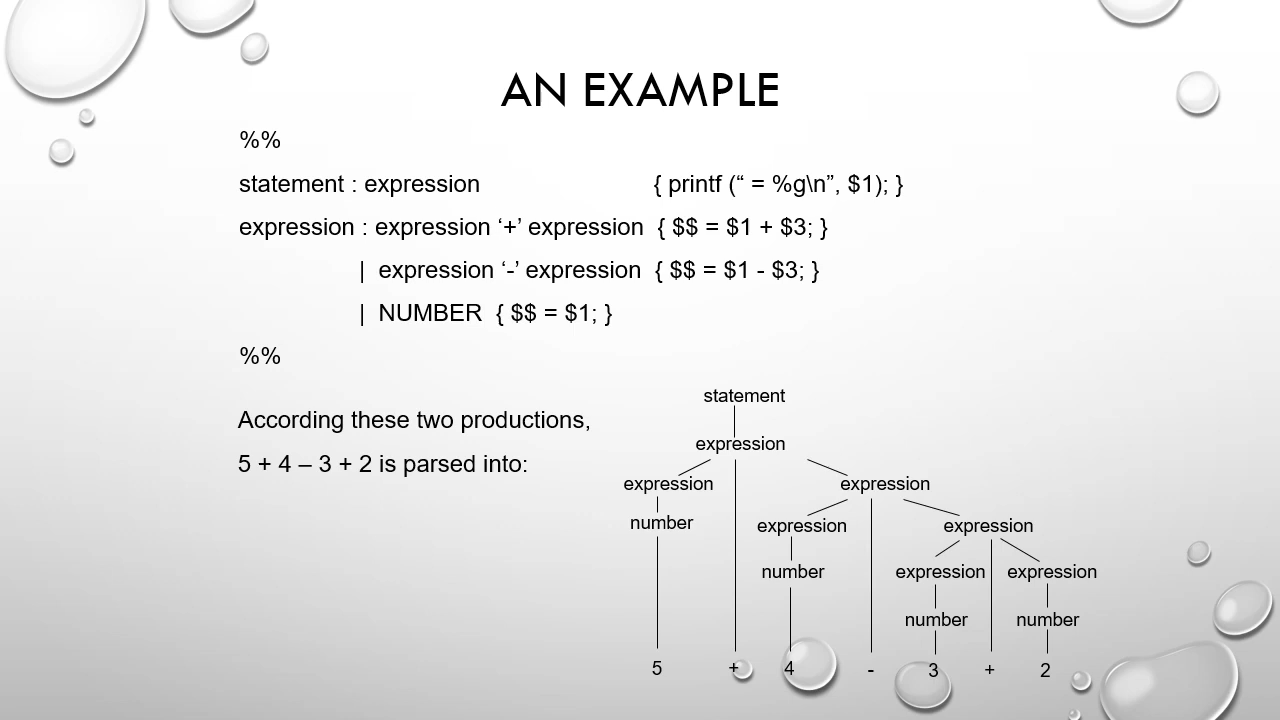 AN EXAMPLE
%%
statement : expression { printf (“ = %g\n”, $1); }
expression : expression ‘+’ expression { $$ = $1 + $3; }
| expression ‘-’ expression { $$ = $1 - $3; }
| NUMBER { $$ = $1; }
%%
According these two productions,
5 + 4 – 3 + 2 is parsed into:
statement
expression
expression expression
number expression expression
number expression expression
number number
5 + 4 - 3 + 2